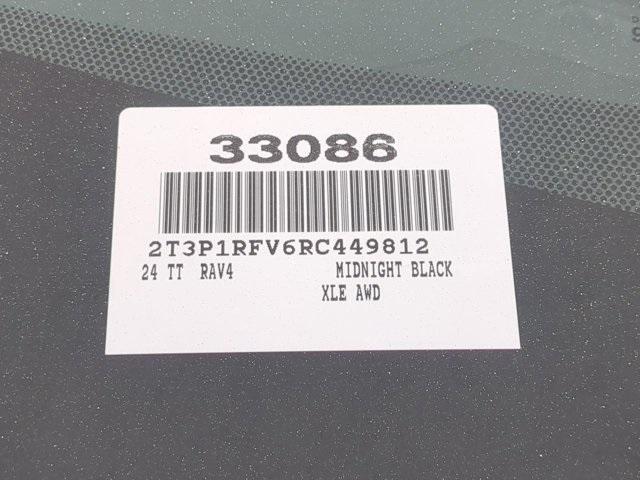 33086
2T3P1RFV6RC449812
24 TT RAV4 MIDNIGHT BLACK
XLE AWD